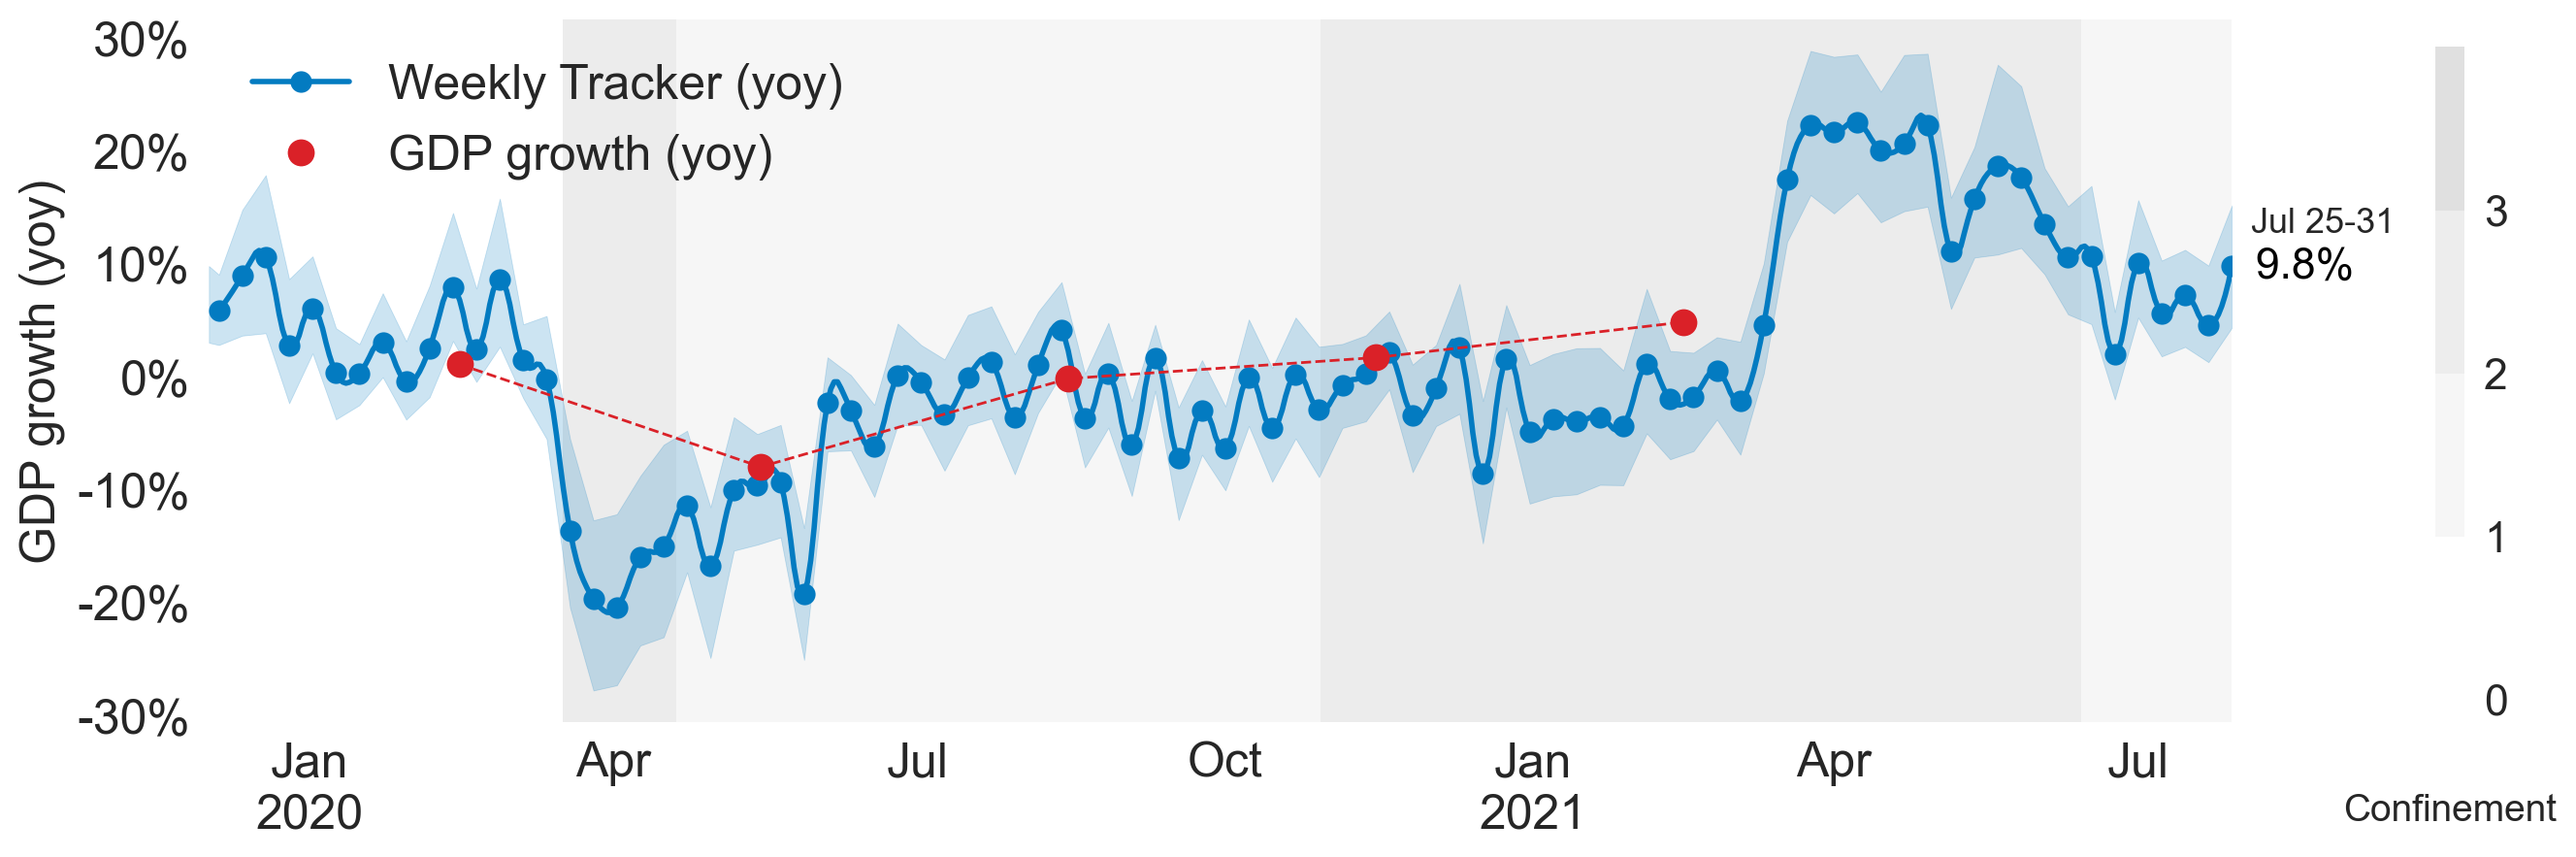 GDP growth (yoy)
30%
20%
10%
0%
-10%
-20%
-30%
Weekly Tracker (yoy)
GDP growth (yoy)
Jul 25-31
9.8%
3
2
1
0
Jan
2020
Apr
Jul
Oct
Jan
2021
Apr
Jul
Confinement